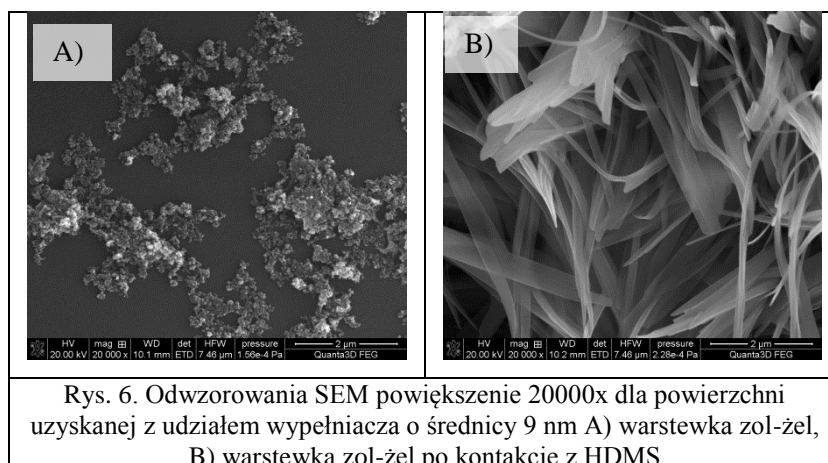 A)
B)
HV mag WD det HFW pressure 2 µm
20.00 kV 20 000 x 10.1 mm ETD 7.46 µm 1.56e-4 Pa Quanta3D FEG
HV mag WD det HFW pressure 2 µm
20.00 kV 20 000 x 10.2 mm ETD 7.46 µm 2.28e-4 Pa Quanta3D FEG
Rys. 6. Odwzorowania SEM powiększenie 20000x dla powierzchni
uzyskanej z udziałem wypełniacza o średnicy 9 nm A) warstewka zol-żel,
B) warstewka zol-żel po kontakcie z HDMS